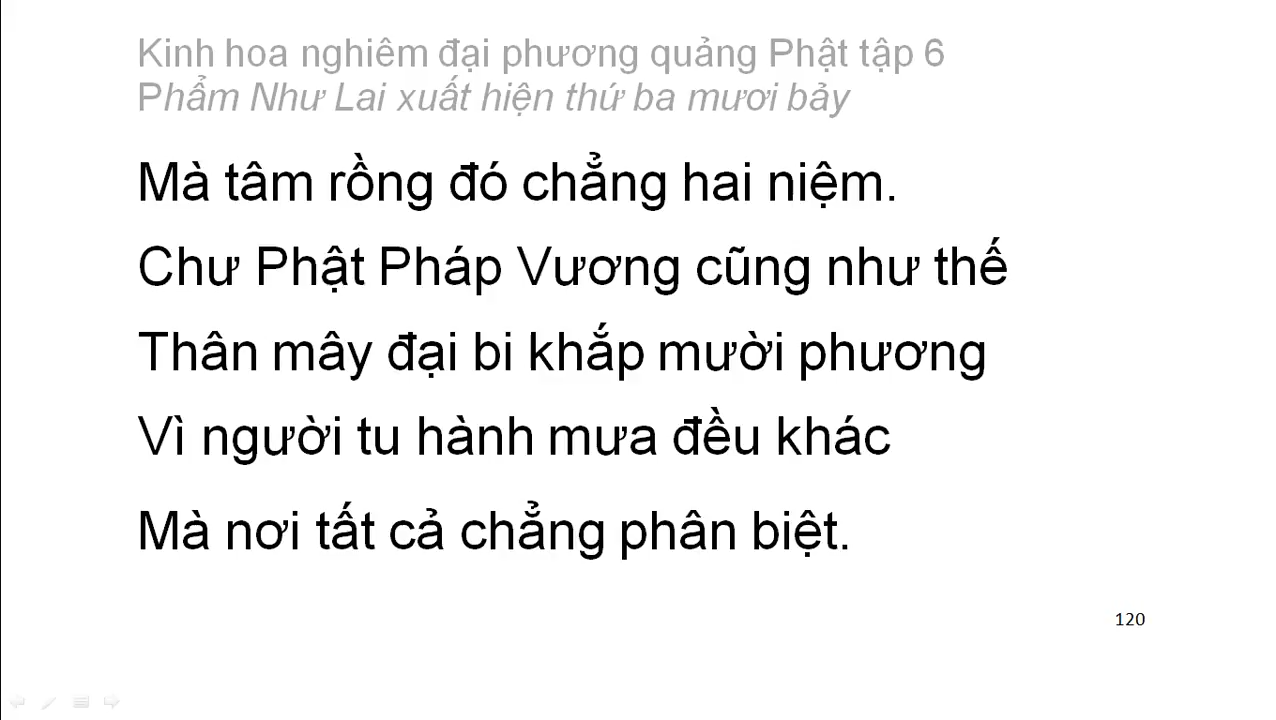 Kinh hoa nghiêm đại phương quảng Phật tập 6
Phẩm Như Lai xuất hiện thứ ba mươi bảy
Mà tâm rồng đó chẳng hai niệm.
Chư Phật Pháp Vương cũng như thế
Thân mây đại bi khắp mười phương
Vì người tu hành mưa đều khác
Mà nơi tất cả chẳng phân biệt.
120